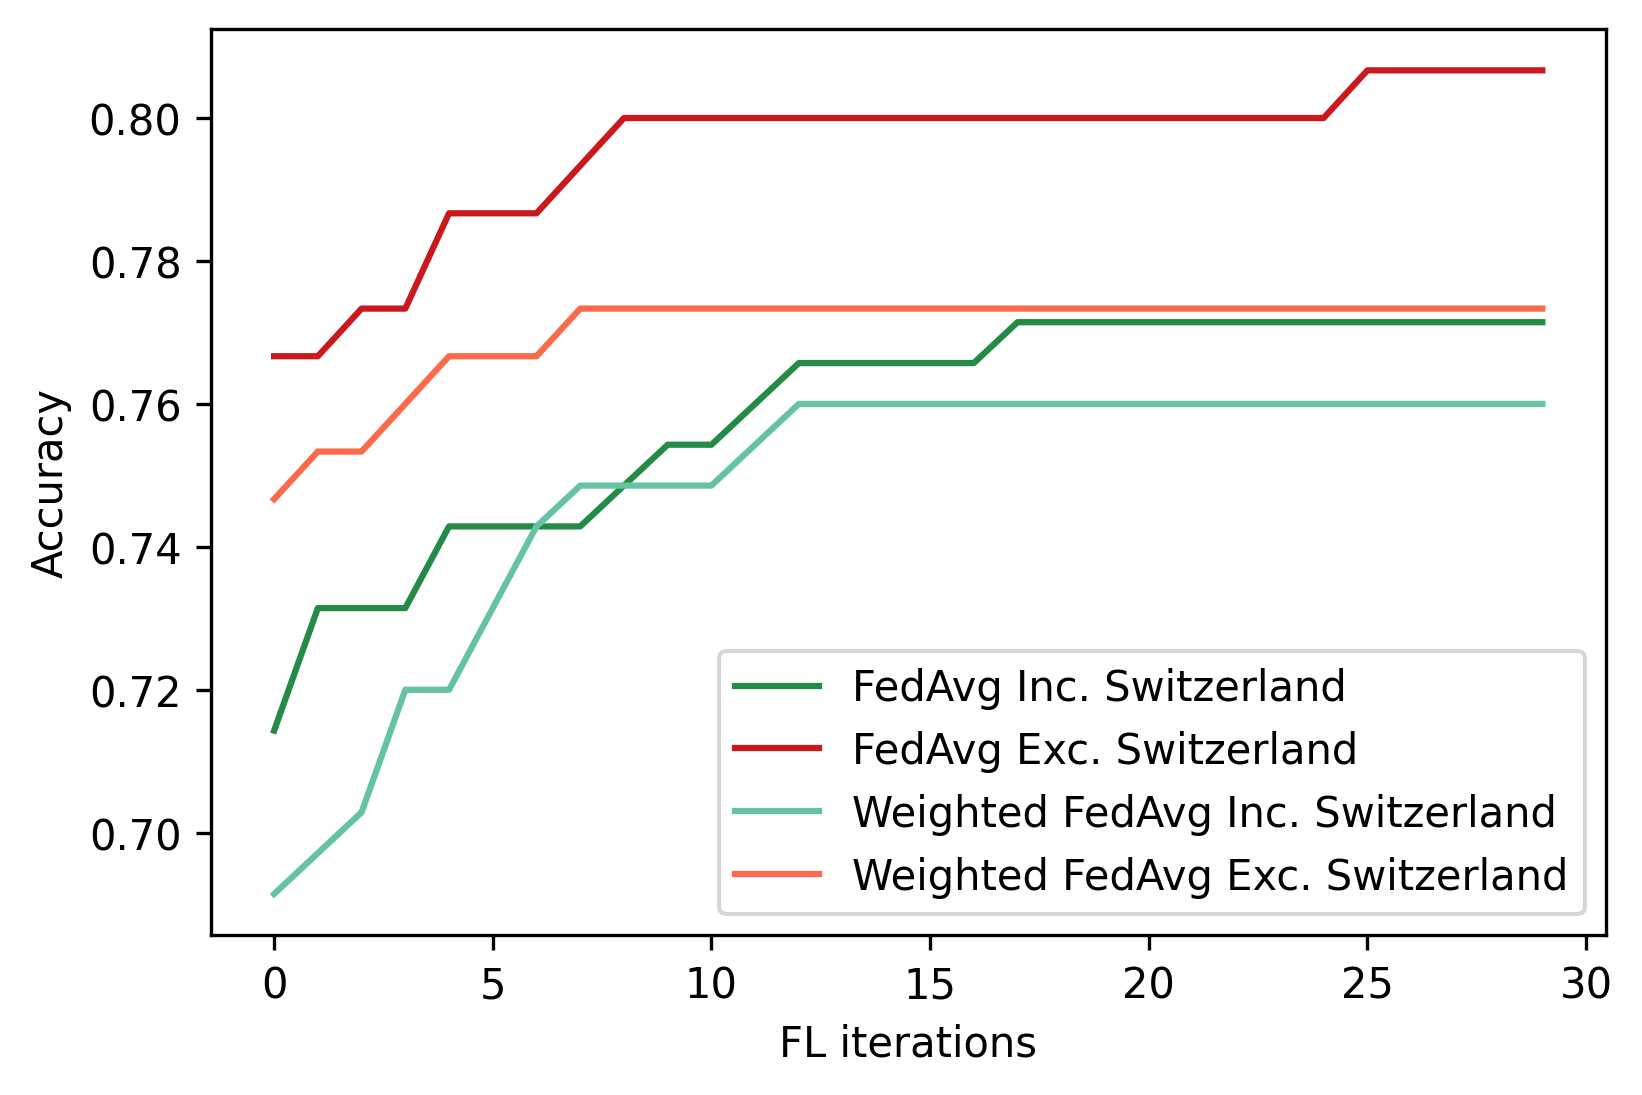 0.80
0.78
0.76
0.74
0.72
0.70
Accuracy
FedAvg Inc. Switzerland
FedAvg Exc. Switzerland
Weighted FedAvg Inc. Switzerland
Weighted FedAvg Exc. Switzerland
0 5 10 15 20 25 30
FL iterations